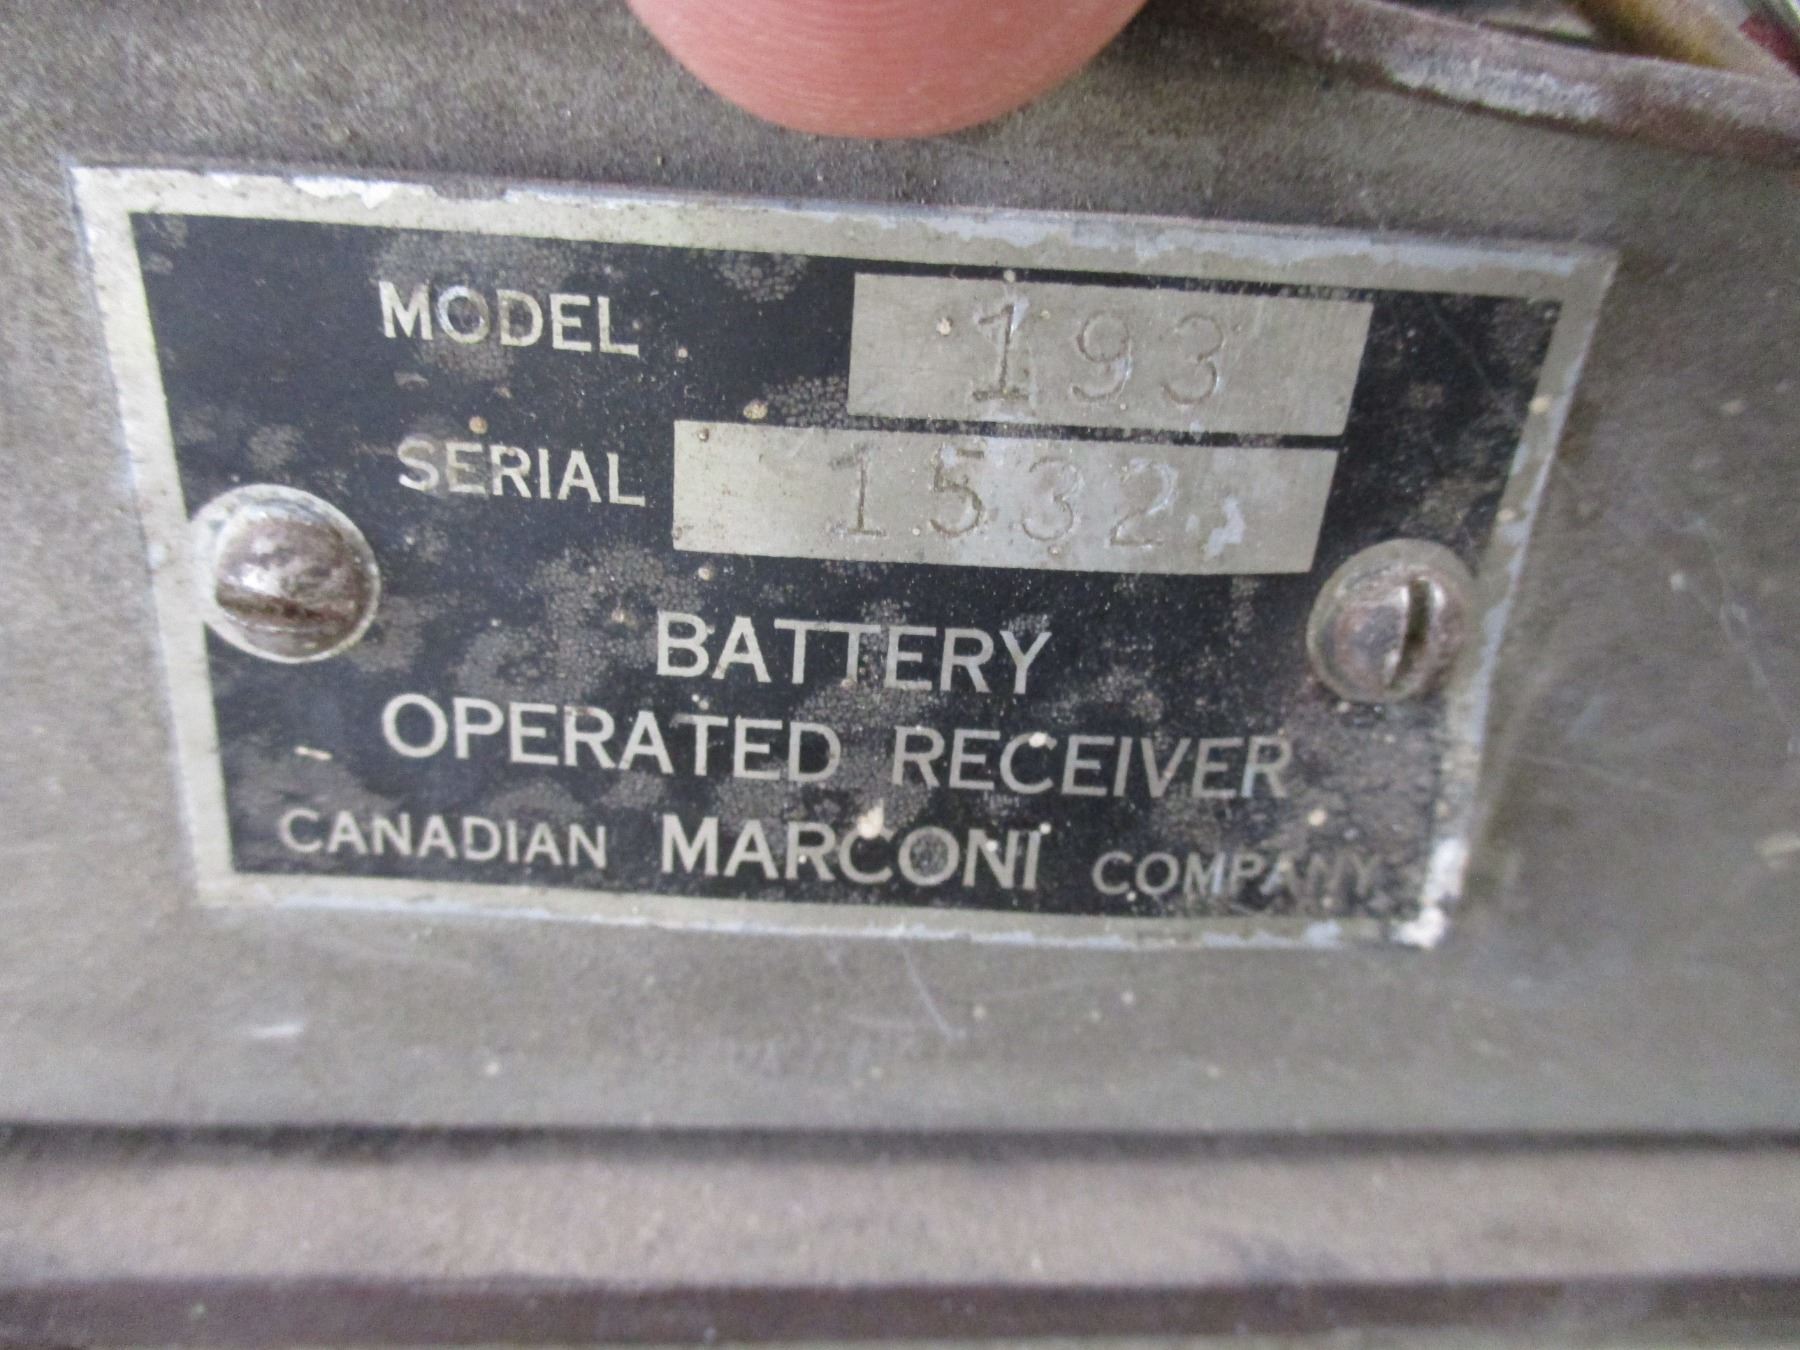 MODEL 193
SERIAL 1532
BATTERY
OPERATED RECEIVER
CANADIAN MARCONI COMPANY